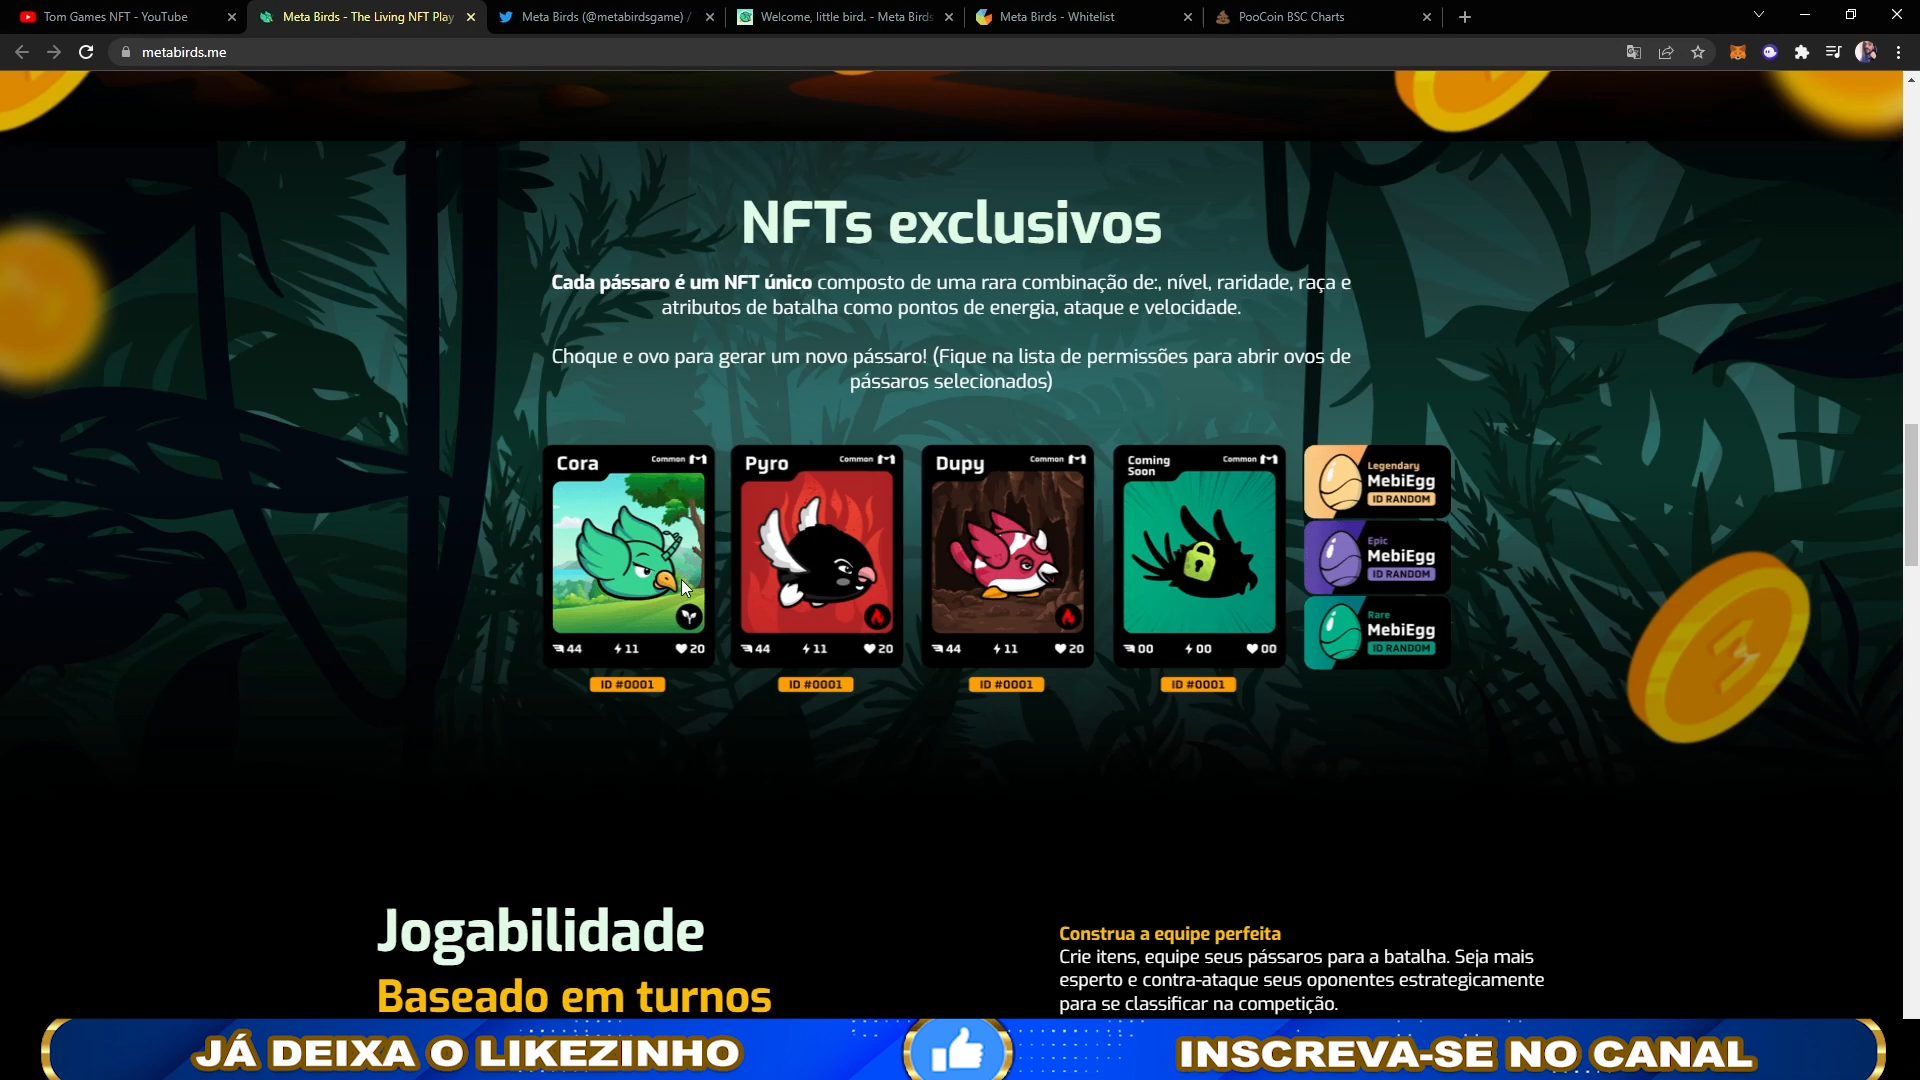 Tom Games NFT - YouTube
Meta Birds - The Living NFT Play
Meta Birds (@metabirdsgame) /
Welcome, little bird. - Meta Birds
Meta Birds - Whitelist
PooCoin BSC Charts
metabirds.me
NFTs exclusivos
Cada pássaro é um NFT único composto de uma rara combinação de:, nível, raridade, raça e
atributos de batalha como pontos de energia, ataque e velocidade.
Choque e ovo para gerar um novo pássaro! (Fique na lista de permissões para abrir ovos de
pássaros selecionados)
Cora Common
44 11 20
ID #0001
Pyro Common
44 11 20
ID #0001
Dupy Common
44 11 20
ID #0001
Coming Common
Soon
00 00 00
ID #0001
Legendary
MebiEgg
ID RANDOM
Epic
MebiEgg
ID RANDOM
Rare
MebiEgg
ID RANDOM
Jogabilidade
Baseado em turnos
Construa a equipe perfeita
Crie itens, equipe seus pássaros para a batalha. Seja mais
esperto e contra-ataque seus oponentes estrategicamente
para se classificar na competição.
JÁ DEIXA O LIKEZINHO
INSCREVA-SE NO CANAL